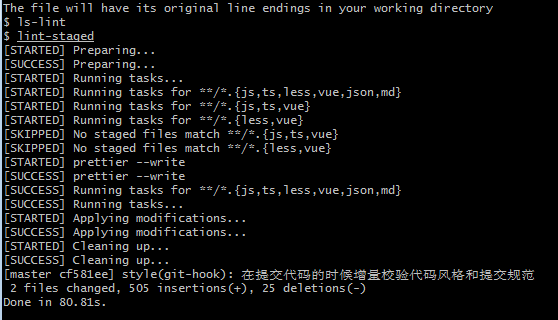 The file will have its original line endings in your working directory
$ ls-lint
$ lint-staged
[STARTED] Preparing...
[SUCCESS] Preparing...
[STARTED] Running tasks...
[STARTED] Running tasks for **/*.{js,ts,less,vue,json,md}
[STARTED] Running tasks for **/*.{js,ts,vue}
[STARTED] Running tasks for **/*.{less,vue}
[SKIPPED] No staged files match **/*.{js,ts,vue}
[SKIPPED] No staged files match **/*.{less,vue}
[STARTED] prettier --write
[SUCCESS] prettier --write
[SUCCESS] Running tasks for **/*.{js,ts,less,vue,json,md}
[SUCCESS] Running tasks...
[STARTED] Applying modifications...
[SUCCESS] Applying modifications...
[STARTED] Cleaning up...
[SUCCESS] Cleaning up...
[master cf581ee] style(git-hook): 在提交代码的时候增量校验代码风格和提交规范
 2 files changed, 505 insertions(+), 25 deletions(-)
Done in 80.81s.